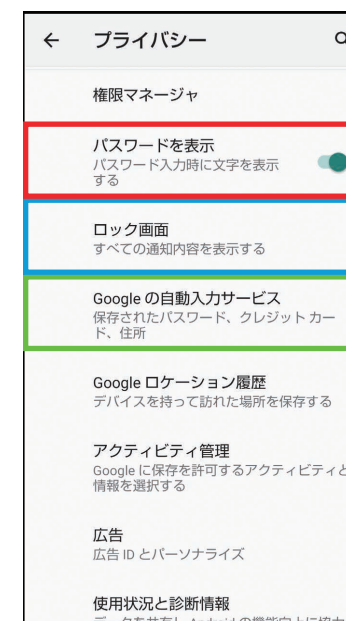 プライバシー
権限マネージャ
パスワードを表示
パスワード入力時に文字を表示
する
ロック画面
すべての通知内容を表示する
Google の自動入力サービス
保存されたパスワード、クレジット カー
ド、住所
Google ロケーション履歴
デバイスを持って訪れた場所を保存する
アクティビティ管理
Google に保存を許可するアクティビティと
情報を選択する
広告
広告 ID とパーソナライズ
使用状況と診断情報